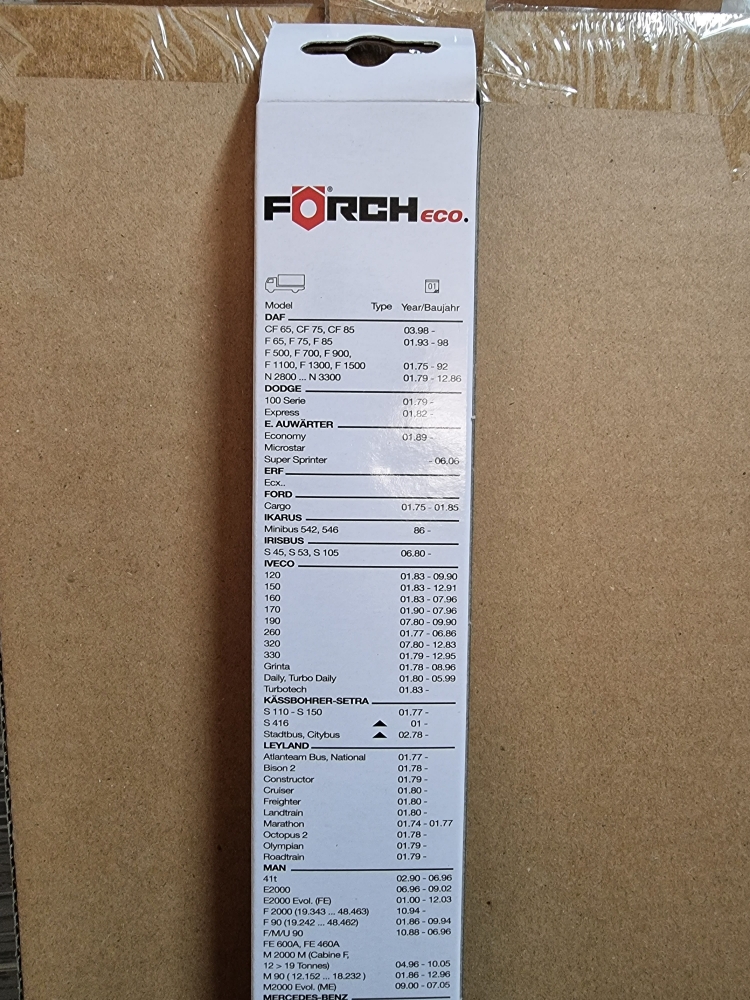 FÖRCH® ECO.
01
Model Type Year/Baujahr
DAF
CF 65, CF 75, CF 85 03.98 -
F 65, F 75, F 85 01.93 - 98
F 500, F 700, F 900,
F 1100, F 1300, F 1500 01.75 - 92
N 2800 ... N 3300 01.79 - 12.86
DODGE
100 Serie 01.79 -
Express 01.82 -
E. AUWÄRTER
Economy 01.89 -
Microstar
Super Sprinter - 06.06
ERF
Ecx..
FORD
Cargo 01.75 - 01.85
IKARUS
Minibus 542, 546 86 -
IRISBUS
S 45, S 53, S 105 06.80 -
IVECO
120 01.83 - 09.90
150 01.83 - 12.91
160 01.83 - 07.96
170 01.90 - 07.96
190 07.80 - 09.90
260 01.77 - 06.86
320 07.80 - 12.83
330 01.79 - 12.95
Grinta 01.78 - 08.96
Daily, Turbo Daily 01.80 - 05.99
Turbotech 01.83 -
KÄSSBOHRER-SETRA
S 110 - S 150 01.77 -
S 416 01 -
Stadtbus, Citybus 02.78 -
LEYLAND
Atlanteam Bus, National 01.77 -
Bison 2 01.78 -
Constructor 01.79 -
Cruiser 01.80 -
Freighter 01.80 -
Landtrain 01.80 -
Marathon 01.74 - 01.77
Octopus 2 01.78 -
Olympian 01.79 -
Roadtrain 01.79 -
MAN
41t 02.90 - 06.96
E2000 06.96 - 09.02
E2000 Evol. (FE) 01.00 - 12.03
F 2000 (19.343 ... 48.463) 10.94 -
F 90 (19.242 ... 48.462) 01.86 - 09.94
F/M/U 90 10.88 - 06.96
FE 600A, FE 460A
M 2000 M (Cabine F,
12 > 19 Tonnes) 04.96 - 10.05
M 90 ( 12.152 ... 18.232 ) 01.86 - 12.96
M2000 Evol. (ME) 09.00 - 07.05
MERCEDES-BENZ